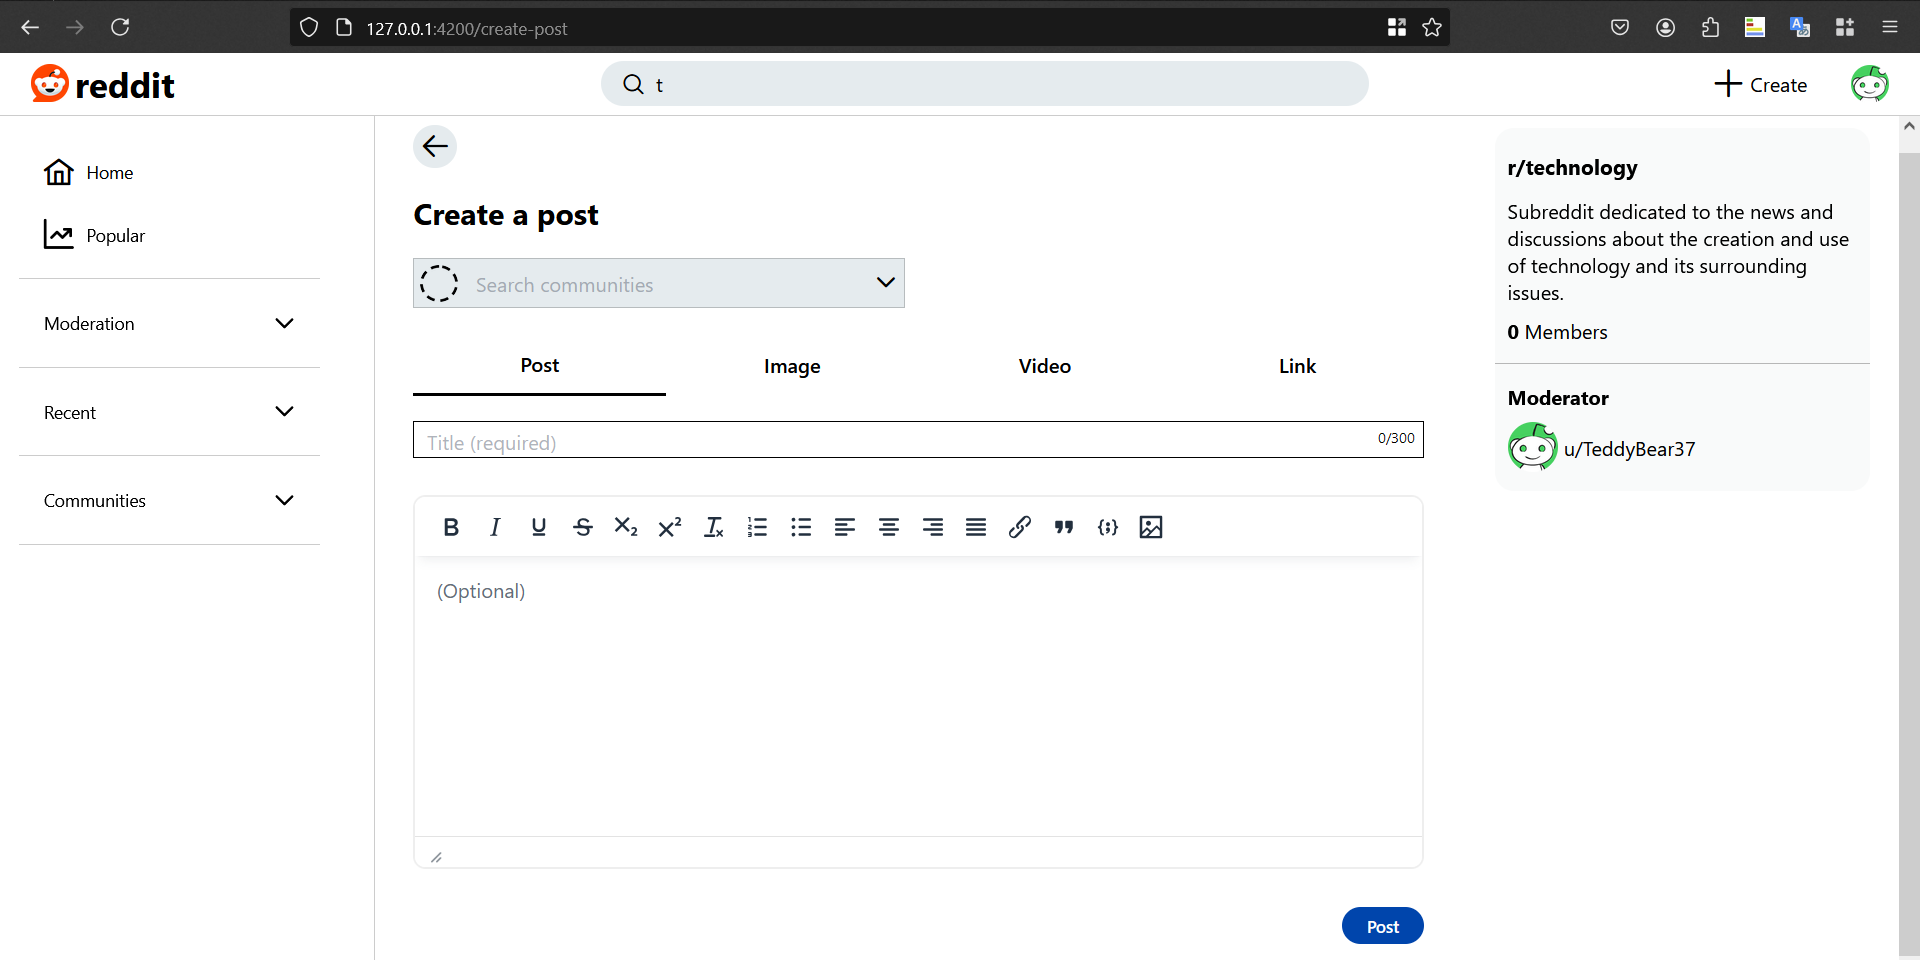 127.0.0.1:4200/create-post
reddit
t
Create
Home
Popular
Moderation
Recent
Communities
Create a post
Search communities
Post
Image
Video
Link
Title (required)
0/300
(Optional)
Post
r/technology
Subreddit dedicated to the news and
discussions about the creation and use
of technology and its surrounding
issues.
0 Members
Moderator
u/TeddyBear37